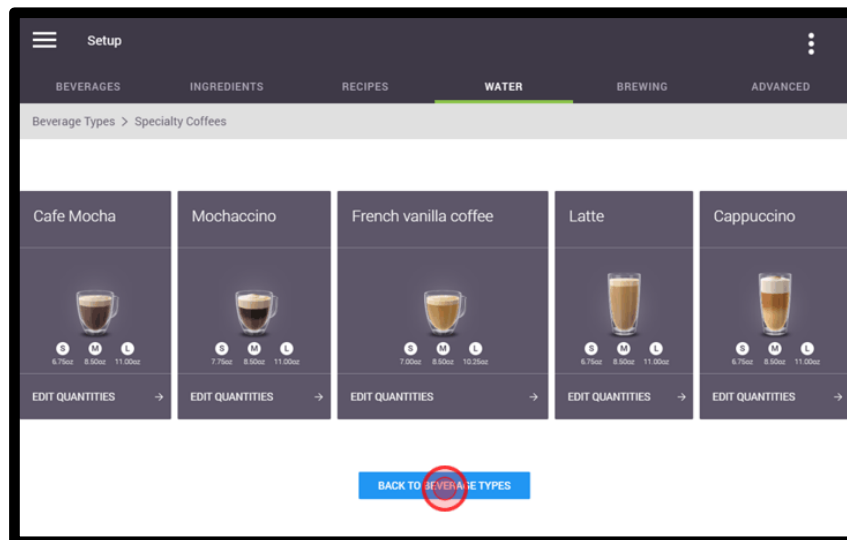 Setup
BEVERAGES INGREDIENTS RECIPES WATER BREWING ADVANCED
Beverage Types > Specialty Coffees
Cafe Mocha Mochaccino French vanilla coffee Latte Cappuccino
S M L S M L S M L S M L S M L
6.75oz 8.50oz 11.00oz 7.75oz 8.50oz 11.00oz 7.00oz 8.50oz 10.25oz 6.75oz 8.50oz 11.00oz 6.75oz 8.50oz 11.00oz
EDIT QUANTITIES → EDIT QUANTITIES → EDIT QUANTITIES → EDIT QUANTITIES → EDIT QUANTITIES →
BACK TO BEVERAGE TYPES